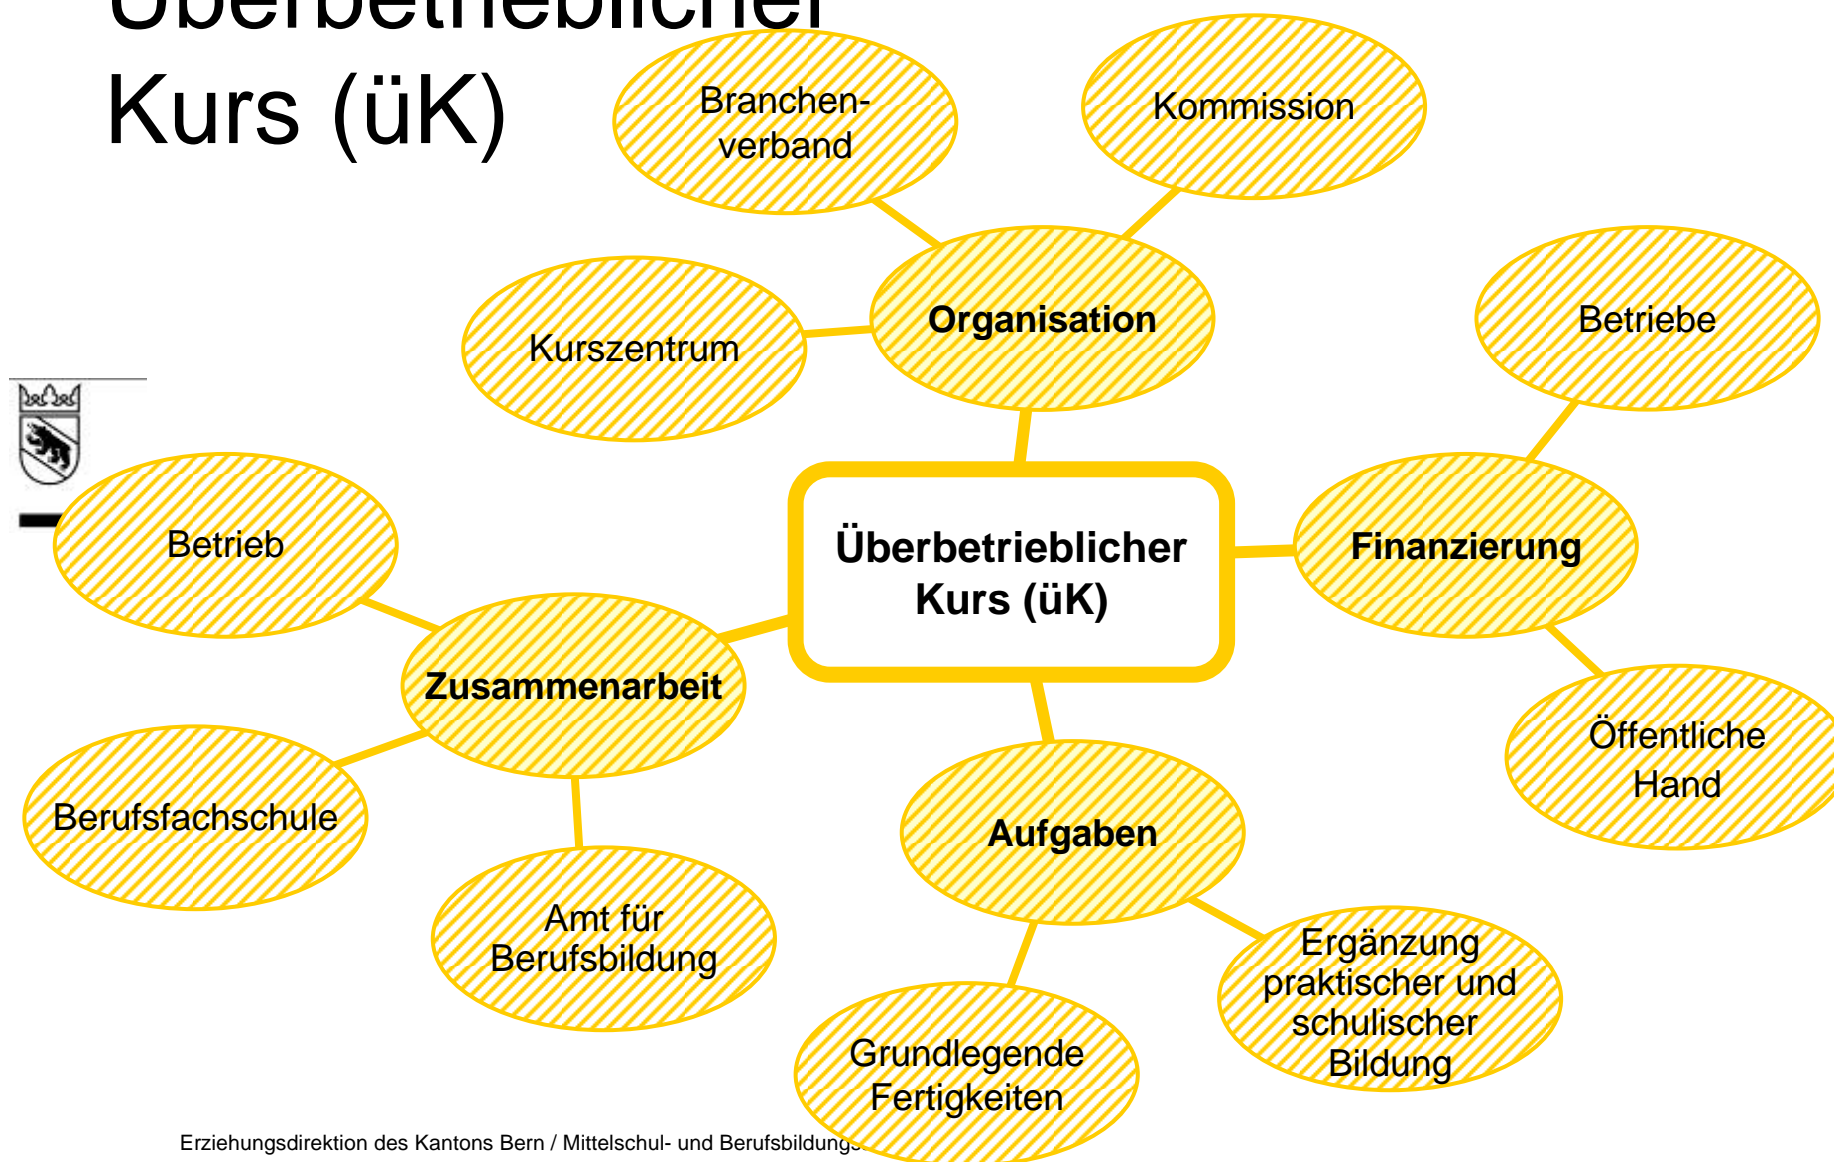 Überbetrieblicher
Kurs (üK)
Branchen-
verband
Kommission
Organisation
Kurszentrum
Betriebe
Betrieb
Überbetrieblicher
Kurs (üK)
Finanzierung
Zusammenarbeit
Öffentliche
Hand
Berufsfachschule
Aufgaben
Amt für
Berufsbildung
Ergänzung
praktischer und
schulischer
Bildung
Grundlegende
Fertigkeiten
Erziehungsdirektion des Kantons Bern / Mittelschul- und